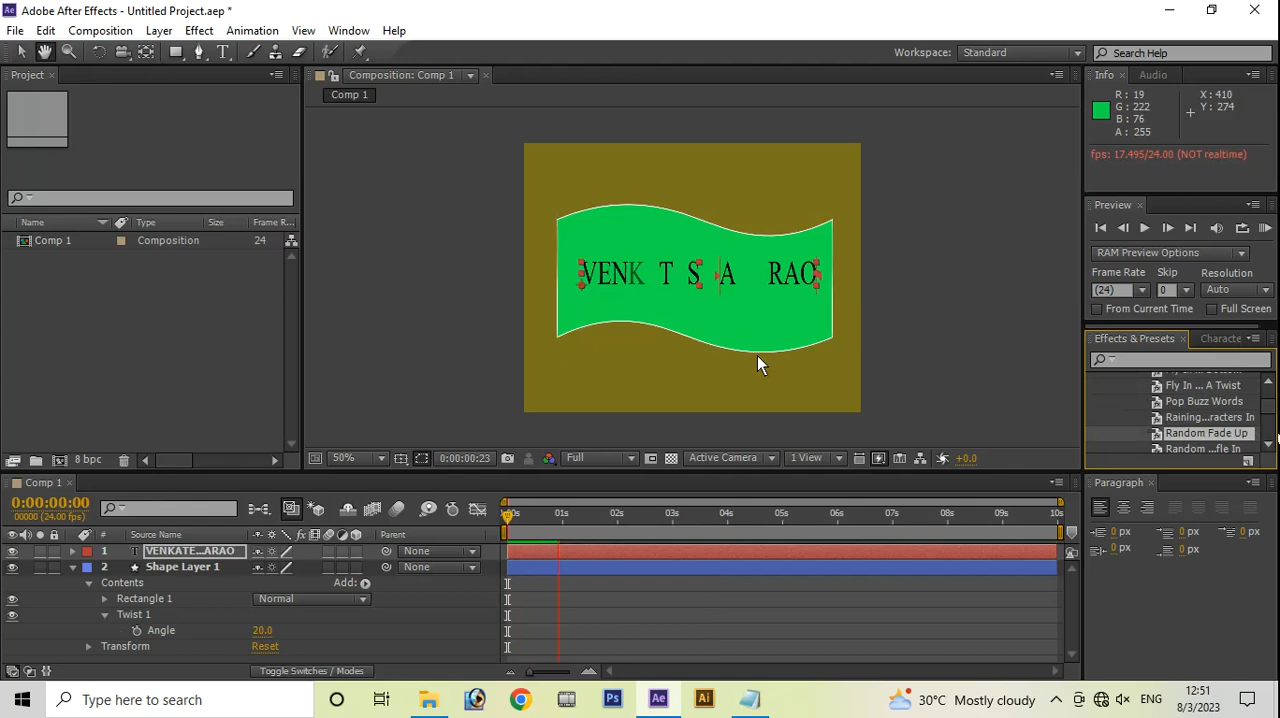 Adobe After Effects - Untitled Project.aep *
File Edit Composition Layer Effect Animation View Window Help
Workspace: Standard Search Help
Project
Composition: Comp 1
Comp 1
Info Audio
R : 19
G : 222
B : 76
A : 255
X : 410
Y : 274
fps: 17.495/24.00 (NOT realtime)
Name Type Size Frame R...
Comp 1 Composition 24
VENK T S A RAO
Preview
RAM Preview Options
Frame Rate Skip Resolution
(24) 0 Auto
From Current Time Full Screen
Effects & Presets Characte
Fly In ... A Twist
Pop Buzz Words
Raining...racters In
Random Fade Up
Random ...fle In
8 bpc
50% 0:00:00:23 Full Active Camera 1 View +0.0
Comp 1
0:00:00:00
00000 (24.00 fps)
00s 01s 02s 03s 04s 05s 06s 07s 08s 09s 10s
# Source Name Parent
1 T VENKATE...ARAO None
2 Shape Layer 1 None
Contents Add:
Rectangle 1 Normal
Twist 1
Angle 20.0
Transform Reset
Toggle Switches / Modes
Paragraph
0 px 0 px 0 px
0 px 0 px
Type here to search
Ps Ae Ai
30°C Mostly cloudy ENG
12:51
8/3/2023